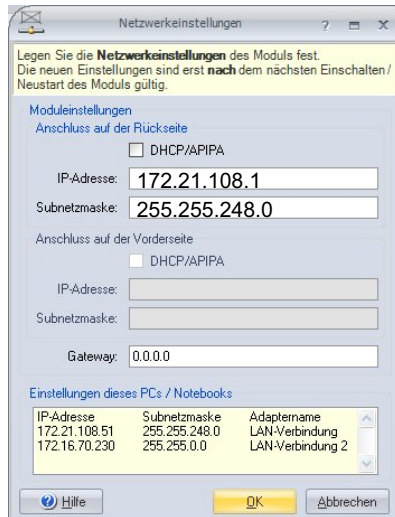 Netzwerkeinstellungen
Legen Sie die Netzwerkeinstellungen des Moduls fest.
Die neuen Einstellungen sind erst nach dem nächsten Einschalten /
Neustart des Moduls gültig.
Moduleinstellungen
Anschluss auf der Rückseite
DHCP/APIPA
IP-Adresse: 172.21.108.1
Subnetzmaske: 255.255.248.0
Anschluss auf der Vorderseite
DHCP/APIPA
IP-Adresse:
Subnetzmaske:
Gateway: 0.0.0.0
Einstellungen dieses PCs / Notebooks
IP-Adresse Subnetzmaske Adaptername
172.21.108.51 255.255.248.0 LAN-Verbindung
172.16.70.230 255.255.0.0 LAN-Verbindung 2
Hilfe OK Abbrechen